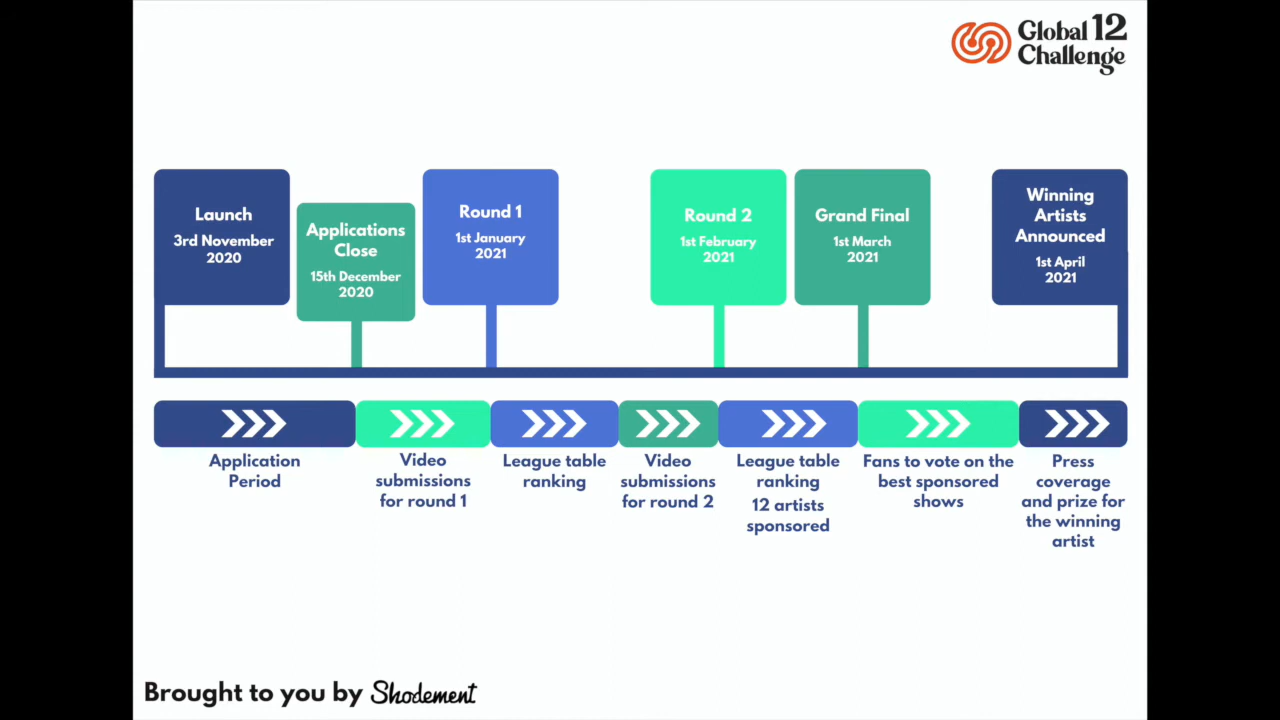 Global 12
Challenge
Launch
3rd November
2020
Applications
Close
15th December
2020
Round 1
1st January
2021
Round 2
1st February
2021
Grand Final
1st March
2021
Winning
Artists
Announced
1st April
2021
Application
Period
Video
submissions
for round 1
League table
ranking
Video
submissions
for round 2
League table
ranking
12 artists
sponsored
Fans to vote on the
best sponsored
shows
Press
coverage
and prize for
the winning
artist
Brought to you by Shodement